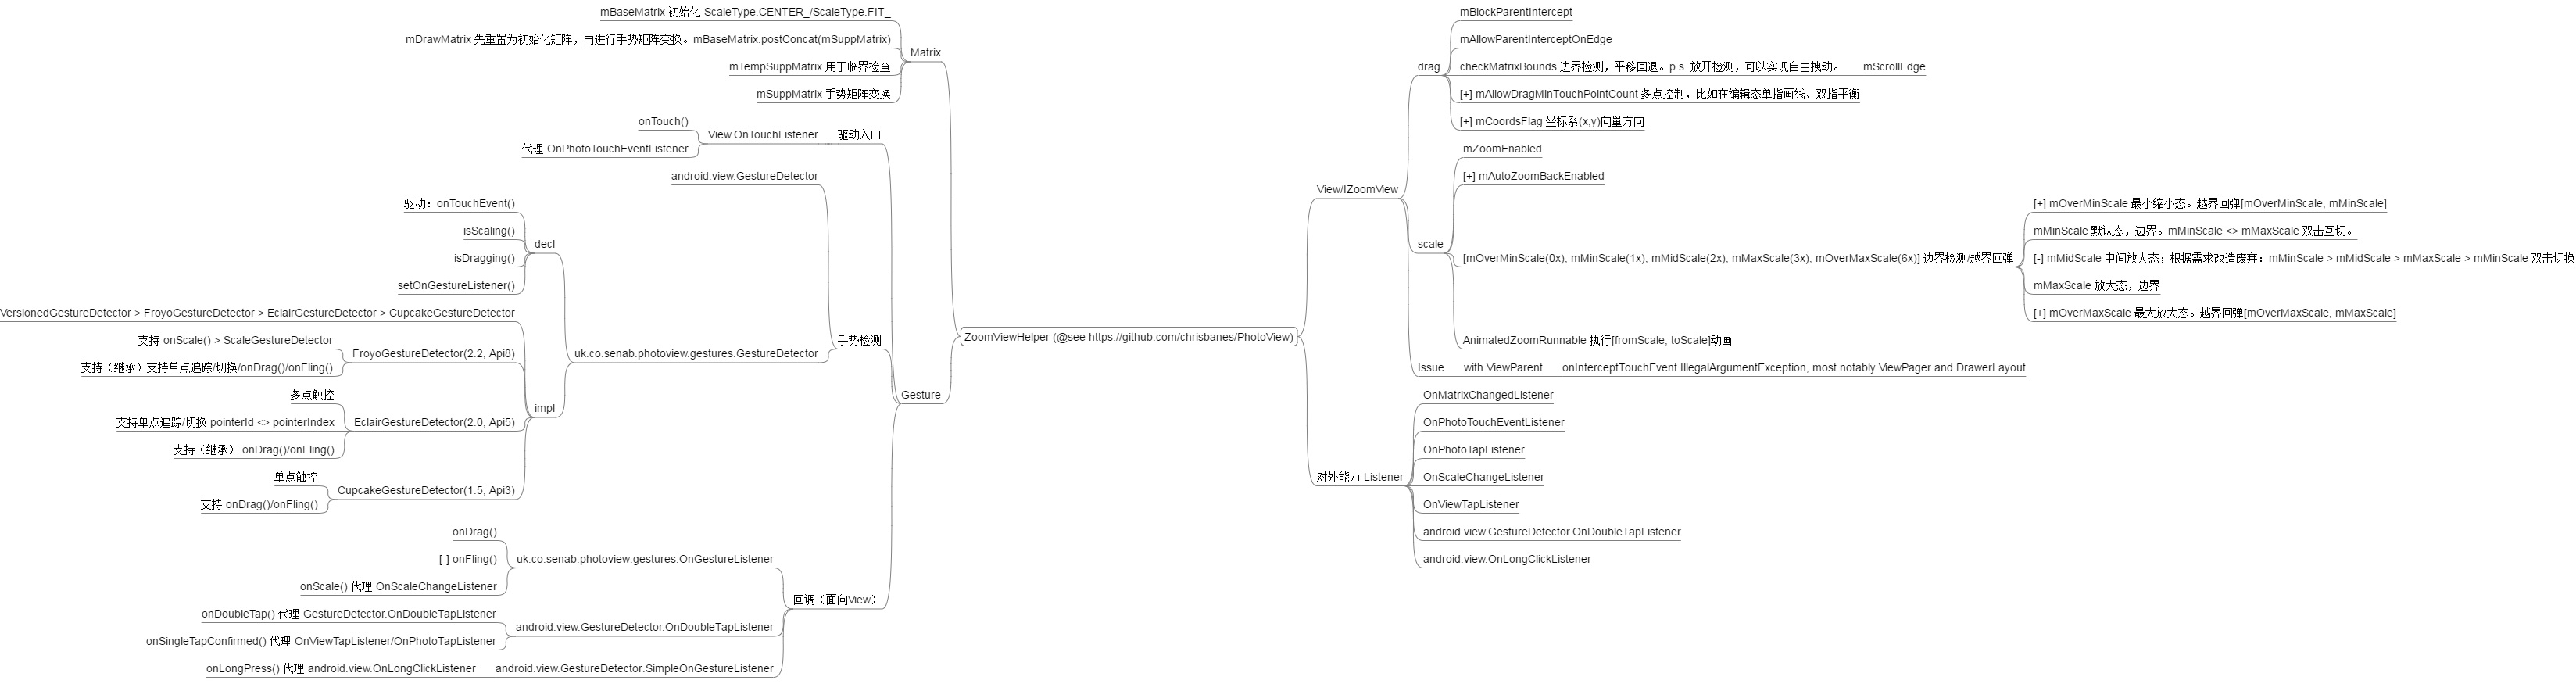 ZoomViewHelper (@see https://github.com/chrisbanes/PhotoView)
Matrix
mBaseMatrix 初始化 ScaleType.CENTER_/ScaleType.FIT_
mDrawMatrix 先重置为初始化矩阵，再进行手势矩阵变换。mBaseMatrix.postConcat(mSuppMatrix)
mTempSuppMatrix 用于临界检查
mSuppMatrix 手势矩阵变换
Gesture
驱动入口
View.OnTouchListener
onTouch()
代理 OnPhotoTouchEventListener
手势检测
android.view.GestureDetector
uk.co.senab.photoview.gestures.GestureDetector
decl
驱动：onTouchEvent()
isScaling()
isDragging()
setOnGestureListener()
impl
VersionedGestureDetector > FroyoGestureDetector > EclairGestureDetector > CupcakeGestureDetector
FroyoGestureDetector(2.2, Api8)
支持 onScale() > ScaleGestureDetector
支持（继承）支持单点追踪/切换/onDrag()/onFling()
EclairGestureDetector(2.0, Api5)
多点触控
支持单点追踪/切换 pointerId <> pointerIndex
支持（继承） onDrag()/onFling()
CupcakeGestureDetector(1.5, Api3)
单点触控
支持 onDrag()/onFling()
回调（面向View）
uk.co.senab.photoview.gestures.OnGestureListener
onDrag()
[-] onFling()
onScale() 代理 OnScaleChangeListener
android.view.GestureDetector.OnDoubleTapListener
onDoubleTap() 代理 GestureDetector.OnDoubleTapListener
onSingleTapConfirmed() 代理 OnViewTapListener/OnPhotoTapListener
android.view.GestureDetector.SimpleOnGestureListener
onLongPress() 代理 android.view.OnLongClickListener
View/IZoomView
drag
mBlockParentIntercept
mAllowParentInterceptOnEdge
checkMatrixBounds 边界检测，平移回退。p.s. 放开检测，可以实现自由拽动。
mScrollEdge
[+] mAllowDragMinTouchPointCount 多点控制，比如在编辑态单指画线、双指平衡
[+] mCoordsFlag 坐标系(x,y)向量方向
scale
mZoomEnabled
[+] mAutoZoomBackEnabled
[mOverMinScale(0x), mMinScale(1x), mMidScale(2x), mMaxScale(3x), mOverMaxScale(6x)] 边界检测/越界回弹
[+] mOverMinScale 最小缩小态。越界回弹[mOverMinScale, mMinScale]
mMinScale 默认态，边界。mMinScale <> mMaxScale 双击互切。
[-] mMidScale 中间放大态；根据需求改造废弃：mMinScale > mMidScale > mMaxScale > mMinScale 双击切换
mMaxScale 放大态，边界
[+] mOverMaxScale 最大放大态。越界回弹[mOverMaxScale, mMaxScale]
AnimatedZoomRunnable 执行[fromScale, toScale]动画
Issue
with ViewParent
onInterceptTouchEvent IllegalArgumentException, most notably ViewPager and DrawerLayout
对外能力 Listener
OnMatrixChangedListener
OnPhotoTouchEventListener
OnPhotoTapListener
OnScaleChangeListener
OnViewTapListener
android.view.GestureDetector.OnDoubleTapListener
android.view.OnLongClickListener